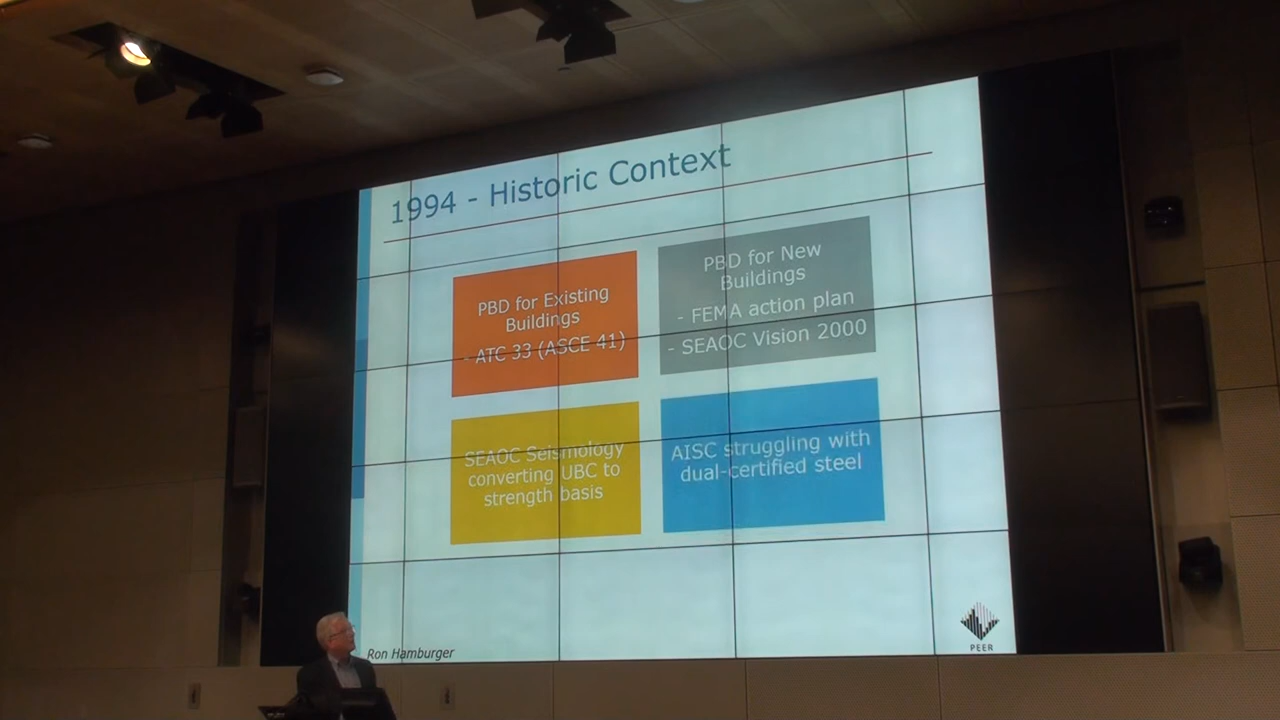 1994 - Historic Context
PBD for Existing
Buildings
- ATC 33 (ASCE 41)
PBD for New
Buildings
- FEMA action plan
- SEAOC Vision 2000
SEAOC Seismology
converting UBC to
strength basis
AISC struggling with
dual-certified steel
Ron Hamburger
PEER